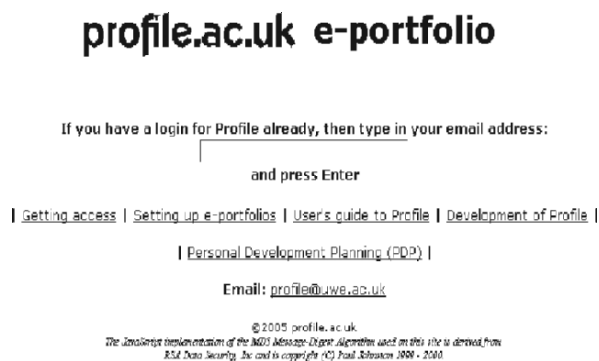 profile.ac.uk e-portfolio
If you have a login for Profile already, then type in your email address:
and press Enter
| Getting access | Setting up e-portfolios | User's guide to Profile | Development of Profile |
| Personal Development Planning (PDP) |
Email: profile@uwe.ac.uk
©2005 profile.ac.uk
The JavaScript implementation of the MD5 Message-Digest Algorithm used on this site is derived from
RSA Data Security, Inc and is copyright (C) Paul Johnston 1999 - 2000.